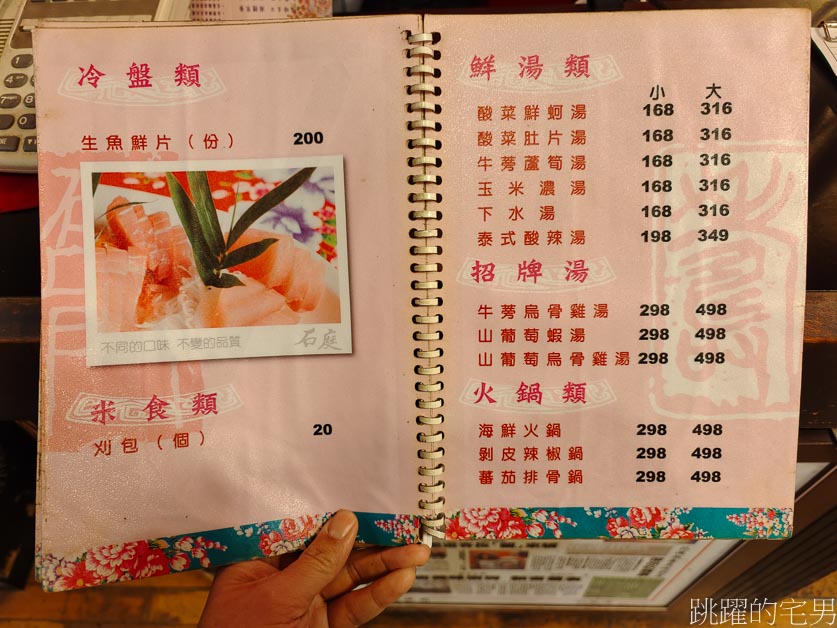 冷盤類
生魚鮮片（份） 200
不同的口味 不變的品質 石庭
米食類
刈包（個） 20
鮮湯類
小 大
酸菜鮮蚵湯 168 316
酸菜肚片湯 168 316
牛蒡蘆筍湯 168 316
玉米濃湯 168 316
下水湯 168 316
泰式酸辣湯 198 349
招牌湯
牛蒡烏骨雞湯 298 498
山葡萄蝦湯 298 498
山葡萄烏骨雞湯 298 498
火鍋類
海鮮火鍋 298 498
剝皮辣椒鍋 298 498
蕃茄排骨鍋 298 498
跳躍的宅男